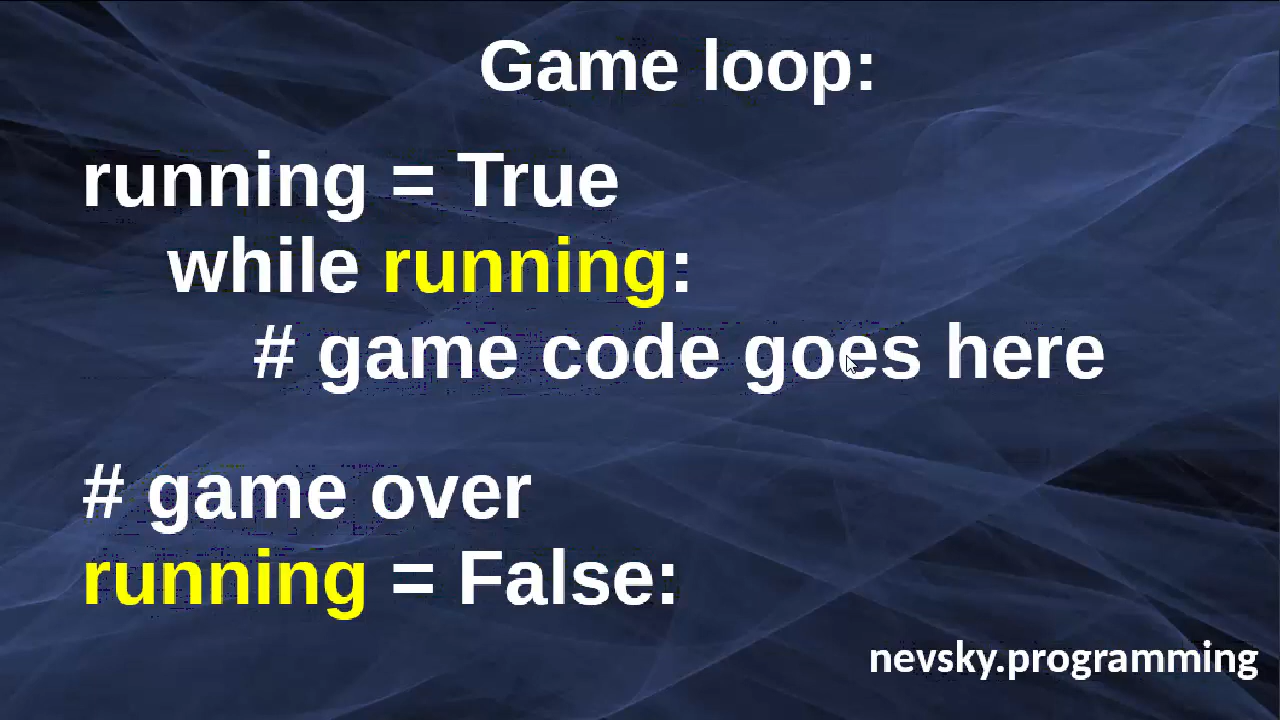 Game loop:
running = True
while running:
# game code goes here
# game over
running = False:
nevsky.programming